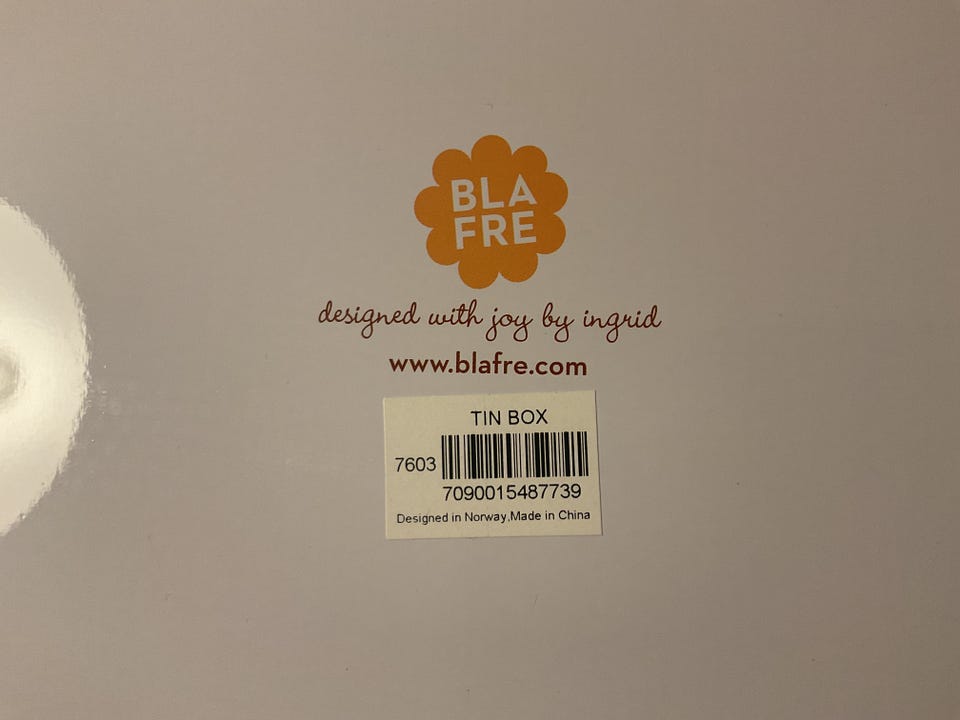 BLA
FRE
designed with joy by ingrid
www.blafre.com
TIN BOX
7603
7090015487739
Designed in Norway,Made in China